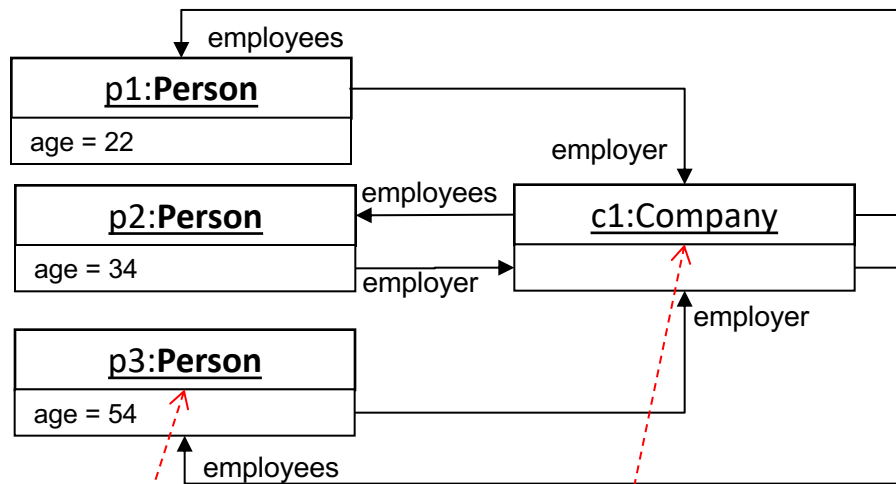 employees
p1:Person
age = 22
employer
employees
p2:Person
c1:Company
age = 34
employer
employer
p3:Person
age = 54
employees